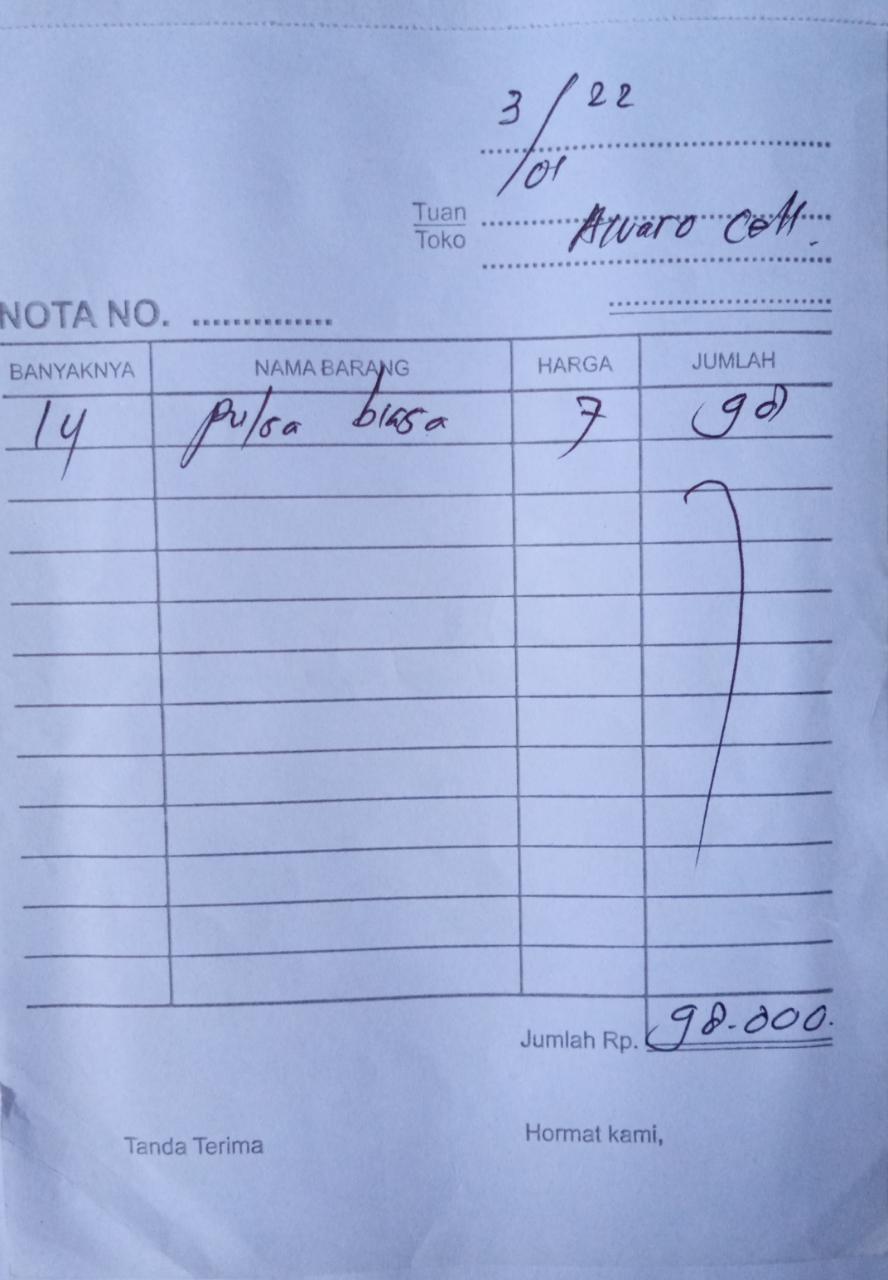 3/01 22
Tuan
Toko
Alvaro Cell.
NOTA NO. ..............
BANYAKNYA NAMA BARANG HARGA JUMLAH
14 pulsa biasa 7 98
Jumlah Rp. 98.000.
Tanda Terima Hormat kami,